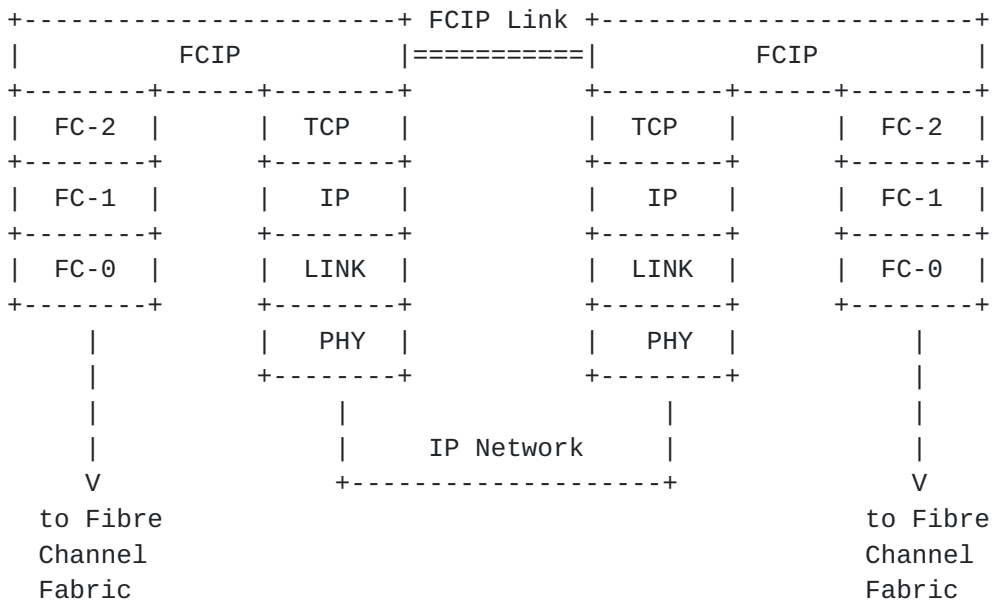 +------------------------+ FCIP Link +------------------------+
|          FCIP          |===========|          FCIP          |
+--------+------+--------+           +--------+------+--------+
|  FC-2  |      |  TCP   |           |  TCP   |      |  FC-2  |
+--------+      +--------+           +--------+      +--------+
|  FC-1  |      |   IP   |           |   IP   |      |  FC-1  |
+--------+      +--------+           +--------+      +--------+
|  FC-0  |      |  LINK  |           |  LINK  |      |  FC-0  |
+--------+      +--------+           +--------+      +--------+
     |          |   PHY  |           |   PHY  |           |
     |          +--------+           +--------+           |
     |               |                    |               |
     |               |     IP Network     |               |
     V               +--------------------+               V
  to Fibre                                             to Fibre
  Channel                                              Channel
  Fabric                                               Fabric